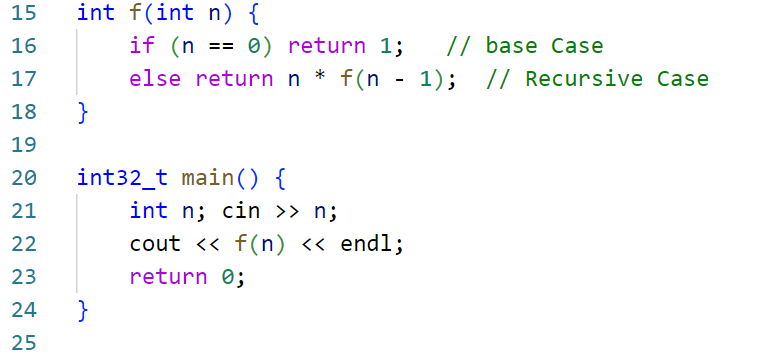 15 int f(int n) {
16     if (n == 0) return 1;   // base Case
17     else return n * f(n - 1);  // Recursive Case
18 }
19
20 int32_t main() {
21     int n; cin >> n;
22     cout << f(n) << endl;
23     return 0;
24 }
25